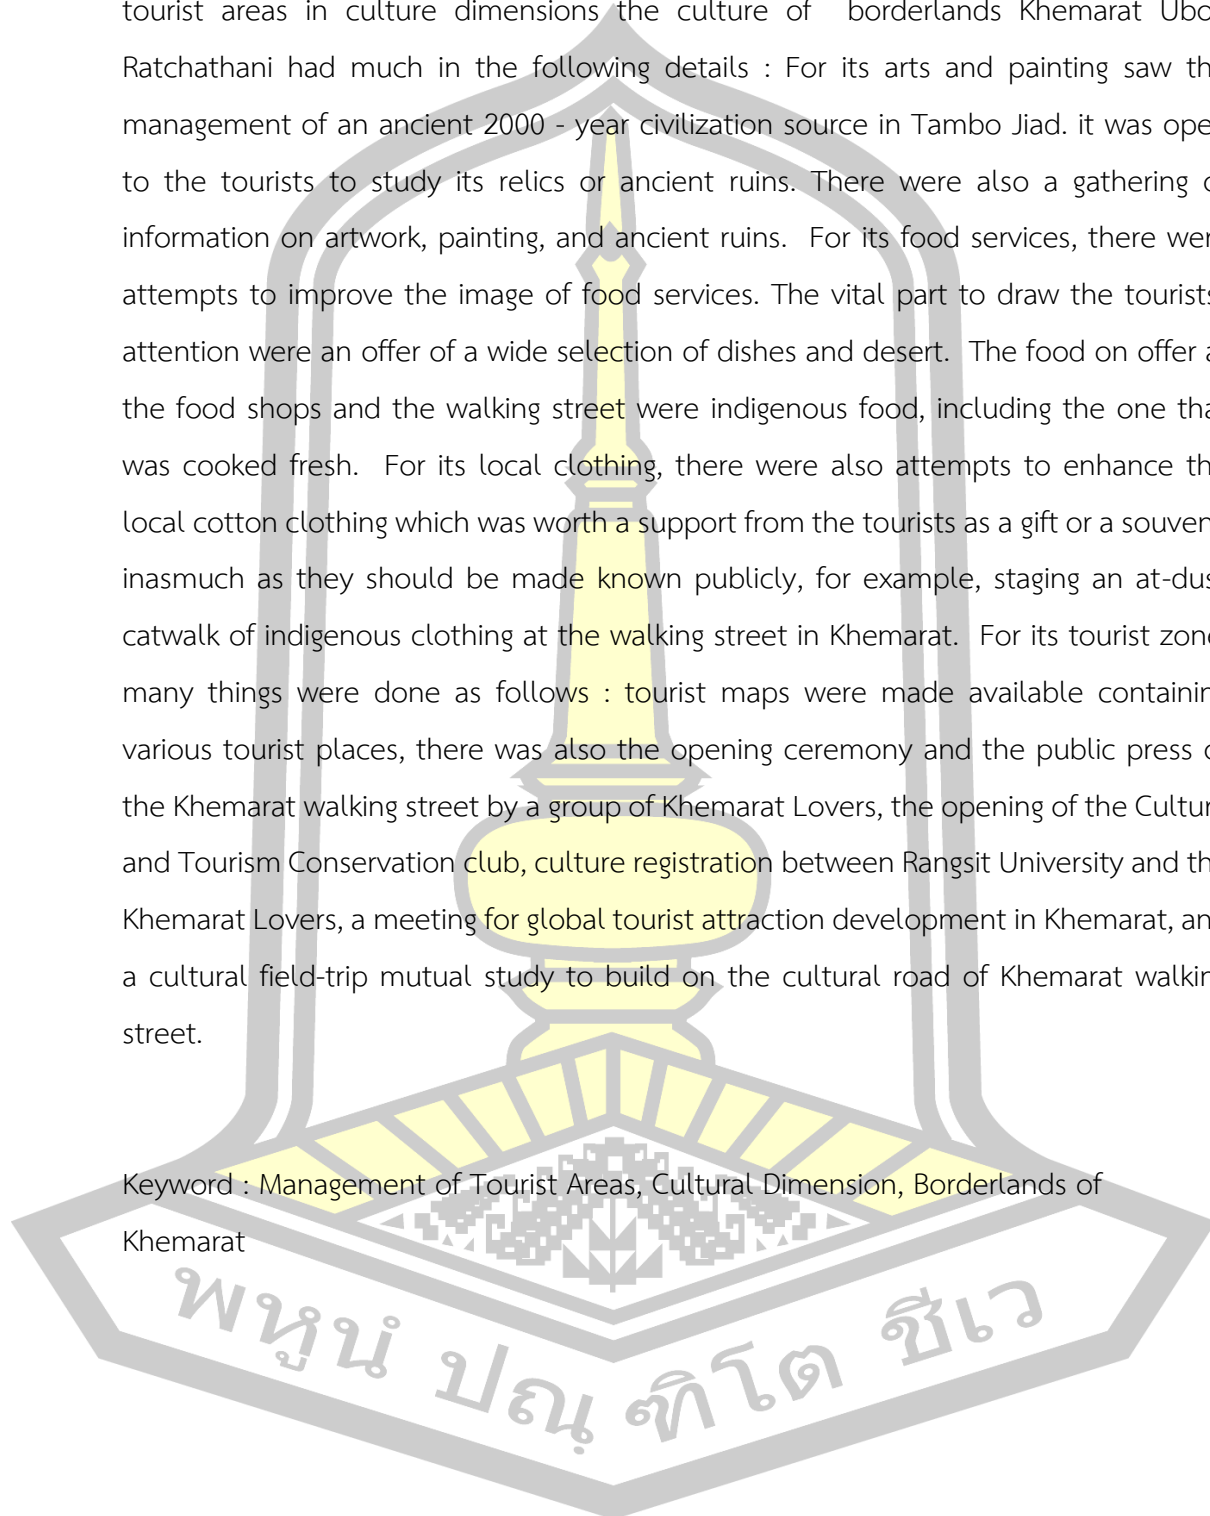 tourist areas in culture dimensions the culture of borderlands Khemarat Ubo
Ratchathani had much in the following details : For its arts and painting saw th
management of an ancient 2000 - year civilization source in Tambo Jiad. it was ope
to the tourists to study its relics or ancient ruins. There were also a gathering o
information on artwork, painting, and ancient ruins. For its food services, there wer
attempts to improve the image of food services. The vital part to draw the tourists
attention were an offer of a wide selection of dishes and desert. The food on offer a
the food shops and the walking street were indigenous food, including the one tha
was cooked fresh. For its local clothing, there were also attempts to enhance th
local cotton clothing which was worth a support from the tourists as a gift or a souven
inasmuch as they should be made known publicly, for example, staging an at-dus
catwalk of indigenous clothing at the walking street in Khemarat. For its tourist zone
many things were done as follows : tourist maps were made available containin
various tourist places, there was also the opening ceremony and the public press o
the Khemarat walking street by a group of Khemarat Lovers, the opening of the Cultur
and Tourism Conservation club, culture registration between Rangsit University and th
Khemarat Lovers, a meeting for global tourist attraction development in Khemarat, an
a cultural field-trip mutual study to build on the cultural road of Khemarat walkin
street.
Keyword : Management of Tourist Areas, Cultural Dimension, Borderlands of
Khemarat
พหูนํ ปณฺฑิโต ชีเว